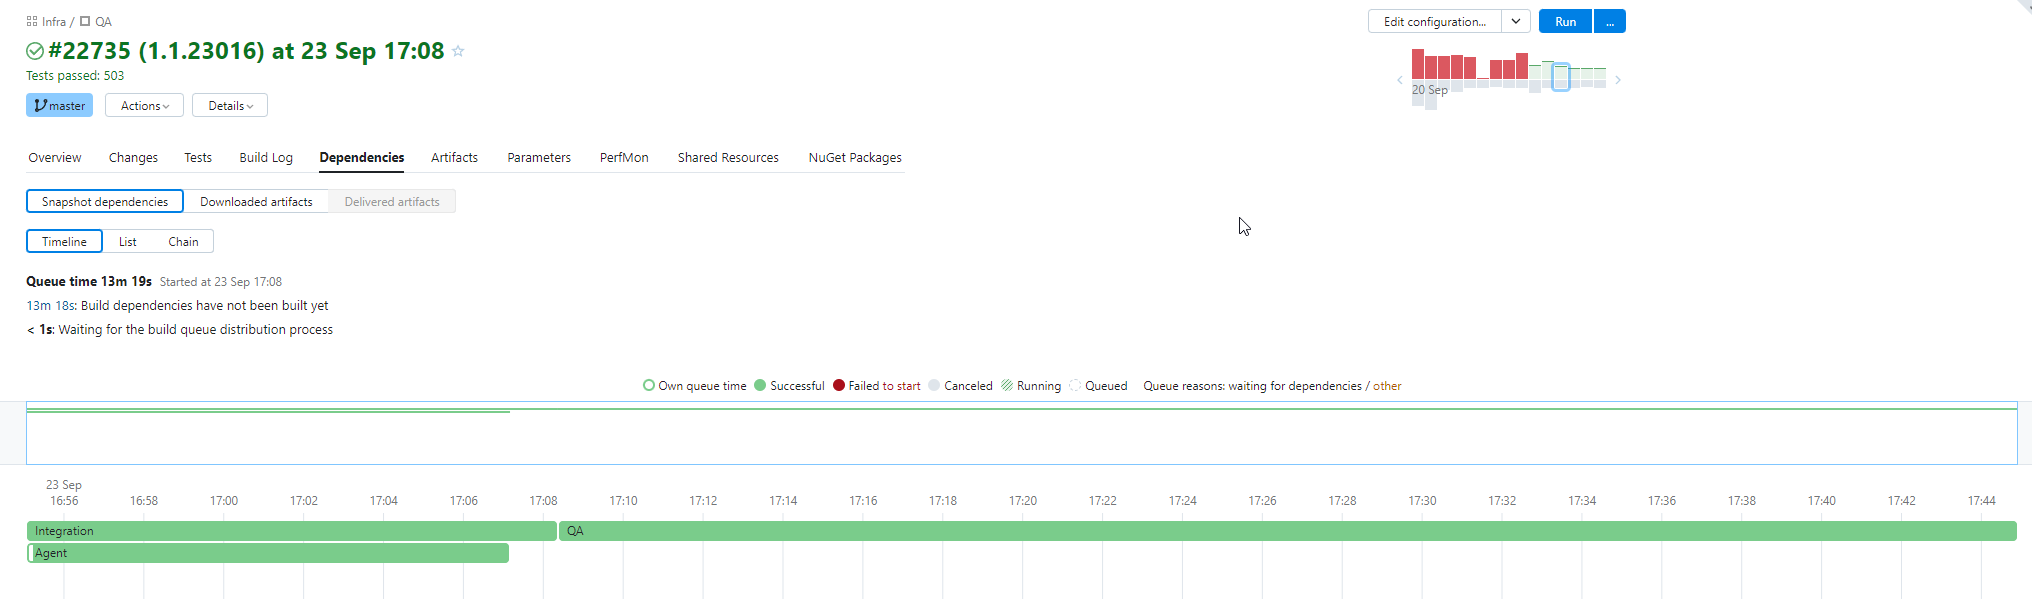 Infra / QA
Edit configuration...
Run
...
#22735 (1.1.23016) at 23 Sep 17:08
Tests passed: 503
20 Sep
master
Actions
Details
Overview Changes Tests Build Log Dependencies Artifacts Parameters PerfMon Shared Resources NuGet Packages
Snapshot dependencies Downloaded artifacts Delivered artifacts
Timeline List Chain
Queue time 13m 19s Started at 23 Sep 17:08
13m 18s: Build dependencies have not been built yet
< 1s: Waiting for the build queue distribution process
Own queue time Successful Failed to start Canceled Running Queued Queue reasons: waiting for dependencies / other
23 Sep
16:56 16:58 17:00 17:02 17:04 17:06 17:08 17:10 17:12 17:14 17:16 17:18 17:20 17:22 17:24 17:26 17:28 17:30 17:32 17:34 17:36 17:38 17:40 17:42 17:44
Integration QA
Agent